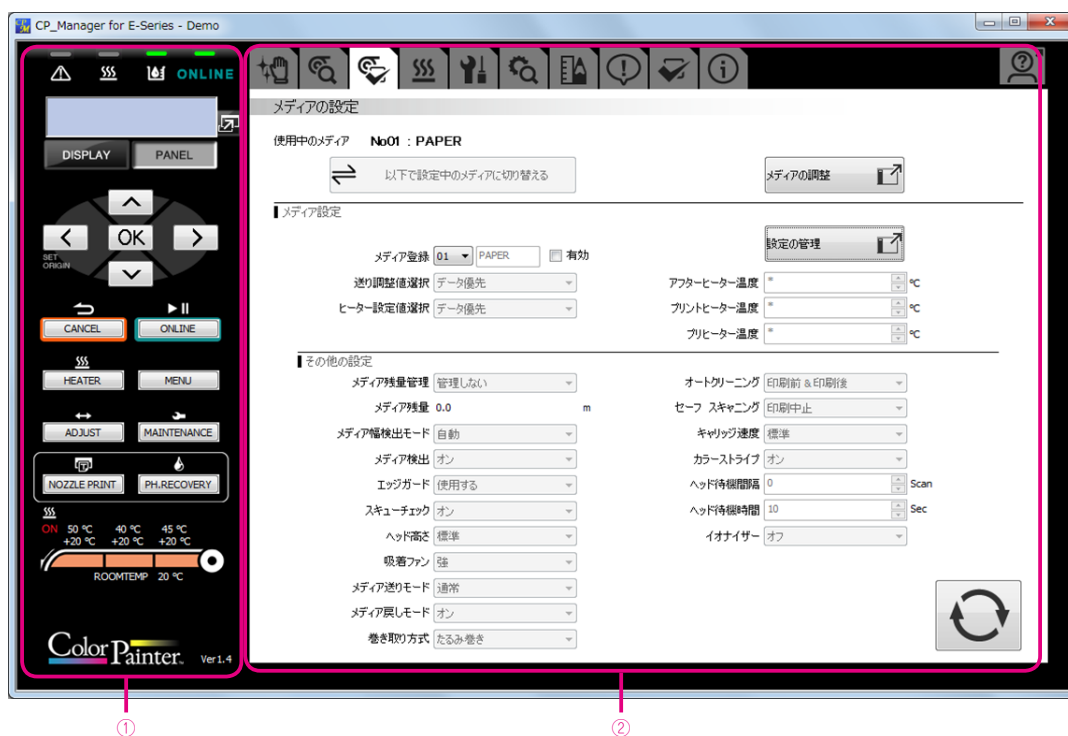 CP_Manager for E-Series - Demo
ONLINE
DISPLAY PANEL
OK
SET
ORIGIN
CANCEL ONLINE
HEATER MENU
ADJUST MAINTENANCE
NOZZLE PRINT PH.RECOVERY
ON 50 ℃ 40 ℃ 45 ℃
+20 ℃ +20 ℃ +20 ℃
ROOMTEMP 20 ℃
Color Painter. Ver1.4
メディアの設定
使用中のメディア No01 : PAPER
以下で設定中のメディアに切り替える メディアの調整
メディア設定
設定の管理
メディア登録 01 PAPER 有効
送り調整値選択 データ優先 アフターヒーター温度 * ℃
ヒーター設定値選択 データ優先 プリントヒーター温度 * ℃
プリヒーター温度 * ℃
その他の設定
メディア残量管理 管理しない オートクリーニング 印刷前 & 印刷後
メディア残量 0.0 m セーフ スキャニング 印刷中止
メディア幅検出モード 自動 キャリッジ速度 標準
メディア検出 オン カラーストライプ オン
エッジガード 使用する ヘッド待機間隔 0 Scan
スキューチェック オン ヘッド待機時間 10 Sec
ヘッド高さ 標準 イオナイザー オフ
吸着ファン 強
メディア送りモード 通常
メディア戻しモード オン
巻き取り方式 たるみ巻き
① ②